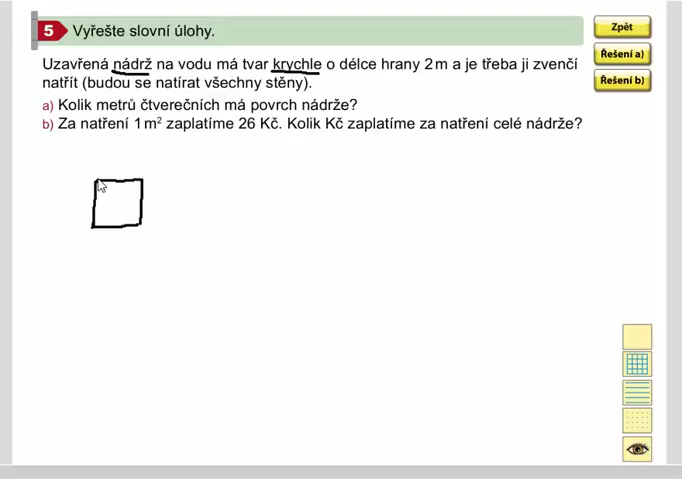 5 Vyřešte slovní úlohy.
Zpět
Uzavřená nádrž na vodu má tvar krychle o délce hrany 2 m a je třeba ji zvenčí
natřít (budou se natírat všechny stěny).
Řešení a)
Řešení b)
a) Kolik metrů čtverečních má povrch nádrže?
b) Za natření 1 m² zaplatíme 26 Kč. Kolik Kč zaplatíme za natření celé nádrže?